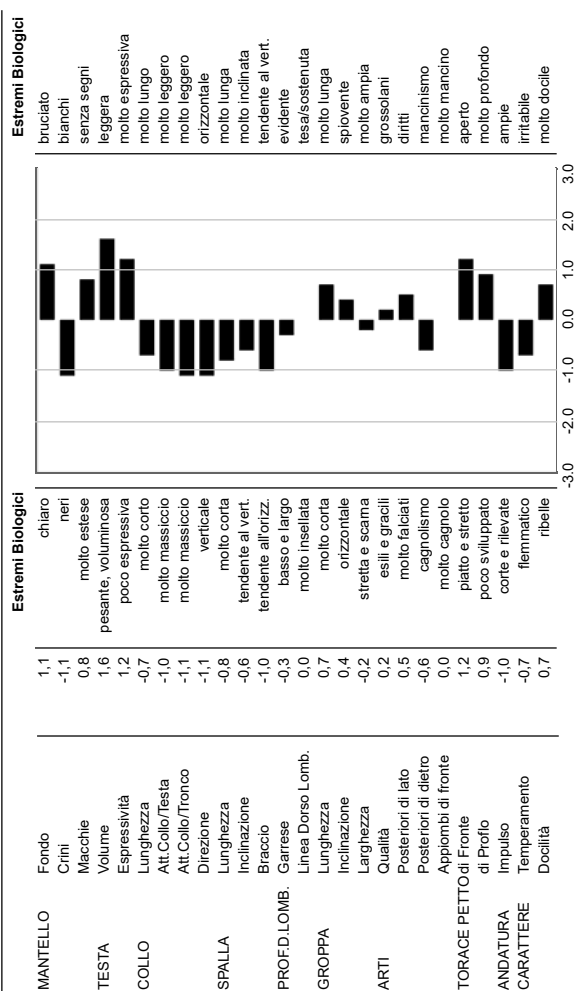 Estremi Biologici Estremi Biologici
MANTELLO Fondo 1,1 chiaro bruciato
Crini -1,1 neri bianchi
Macchie 0,8 molto estese senza segni
TESTA Volume 1,6 pesante, voluminosa leggera
Espressività 1,2 poco espressiva molto espressiva
COLLO Lunghezza -0,7 molto corto molto lungo
Att.Collo/Testa -1,0 molto massiccio molto leggero
Att.Collo/Tronco -1,1 molto massiccio molto leggero
Direzione -1,1 verticale orizzontale
SPALLA Lunghezza -0,8 molto corta molto lunga
Inclinazione -0,6 tendente al vert. molto inclinata
Braccio -1,0 tendente all'orizz. tendente al vert.
PROF.D.LOMB. Garrese -0,3 basso e largo evidente
Linea Dorso Lomb. 0,0 molto insellata tesa/sostenuta
GROPPA Lunghezza 0,7 molto corta molto lunga
Inclinazione 0,4 orizzontale spiovente
Larghezza -0,2 stretta e scarna molto ampia
ARTI Qualità 0,2 esili e gracili grossolani
Posteriori di lato 0,5 molto falciati diritti
Posteriori di dietro -0,6 cagnolismo mancinismo
Appiombi di fronte 0,0 molto cagnolo molto mancino
TORACE PETTO di Fronte 1,2 piatto e stretto aperto
di Proflo 0,9 poco sviluppato molto profondo
ANDATURA Impulso -1,0 corte e rilevate ampie
CARATTERE Temperamento -0,7 flemmatico irritabile
Docilità 0,7 ribelle molto docile
-3.0 -2.0 -1.0 0.0 1.0 2.0 3.0